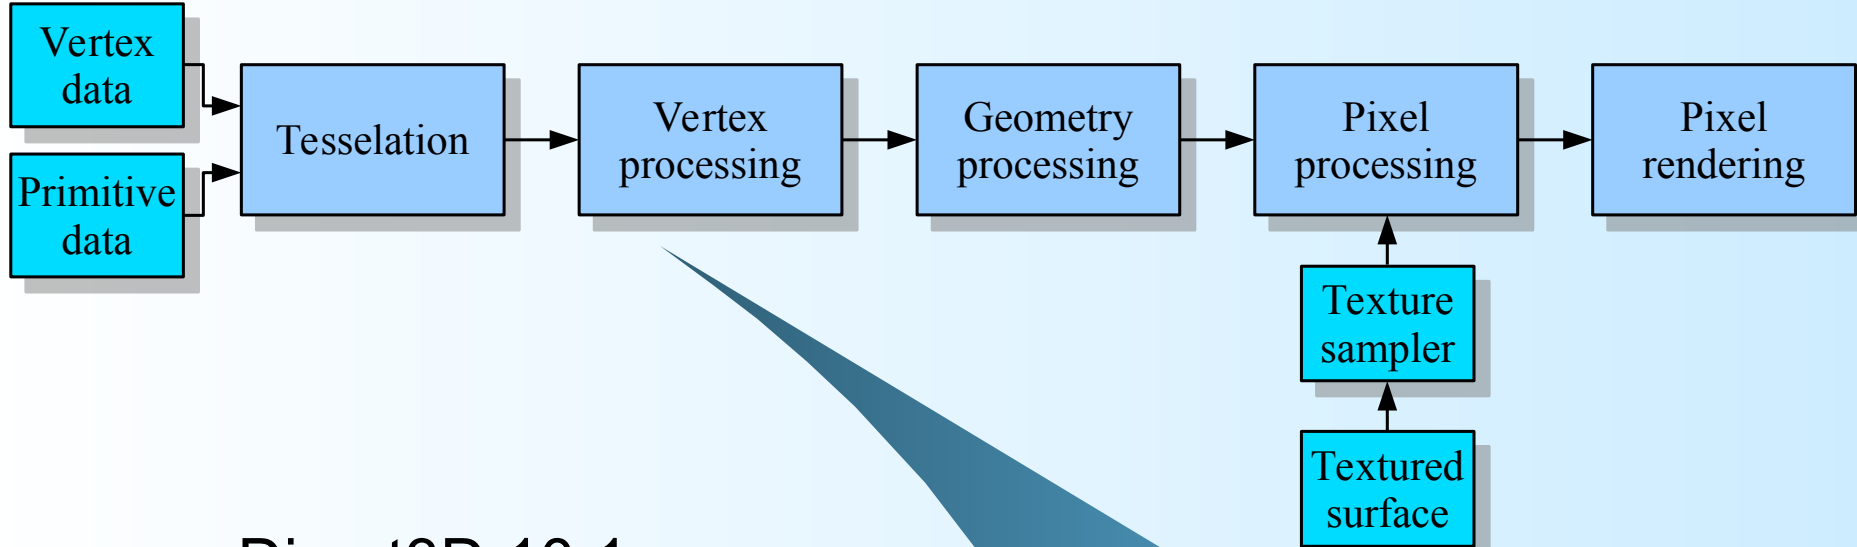 Vertex
data
Primitive
data
Tesselation
Vertex
processing
Geometry
processing
Pixel
processing
Pixel
rendering
Texture
sampler
Textured
surface